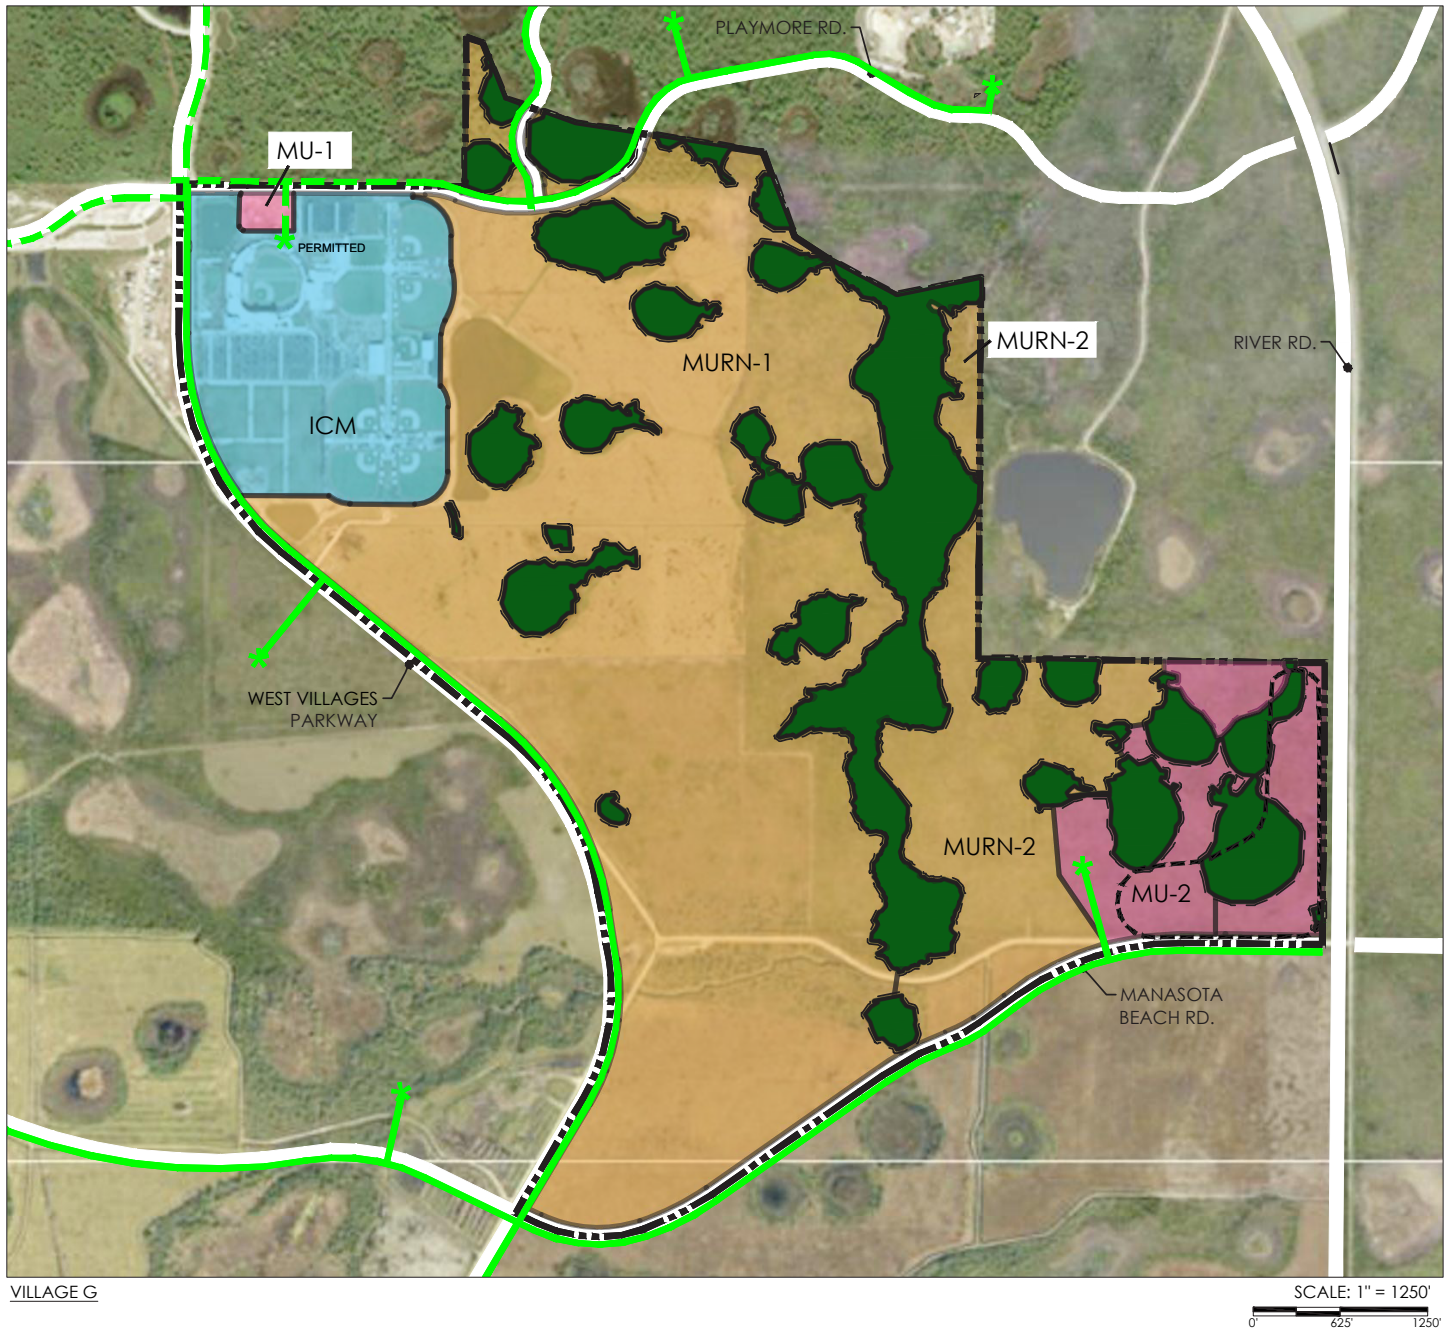 PLAYMORE RD.
MU-1
PERMITTED
MURN-1
MURN-2
RIVER RD.
ICM
WEST VILLAGES
PARKWAY
MURN-2
MU-2
MANASOTA
BEACH RD.
VILLAGE G
SCALE: 1" = 1250'
0' 625' 1250'